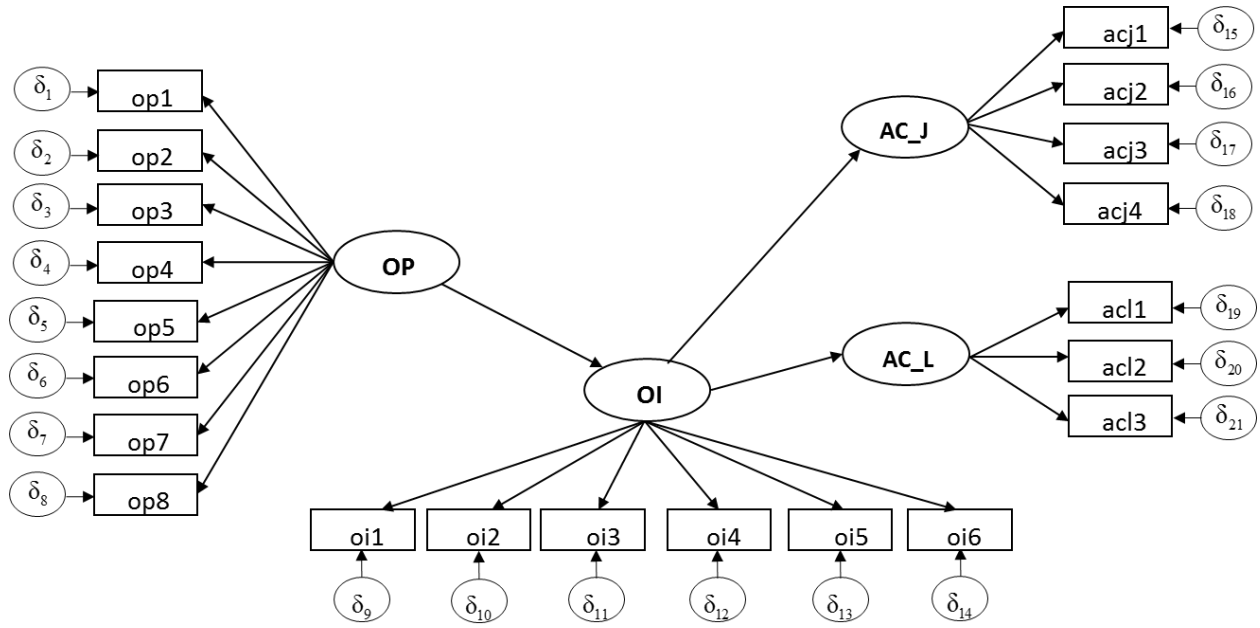 δ1 op1
δ2 op2
δ3 op3
δ4 op4
δ5 op5
δ6 op6
δ7 op7
δ8 op8
OP
OI
oi1 oi2 oi3 oi4 oi5 oi6
δ9 δ10 δ11 δ12 δ13 δ14
AC_J
acj1 δ15
acj2 δ16
acj3 δ17
acj4 δ18
AC_L
acl1 δ19
acl2 δ20
acl3 δ21